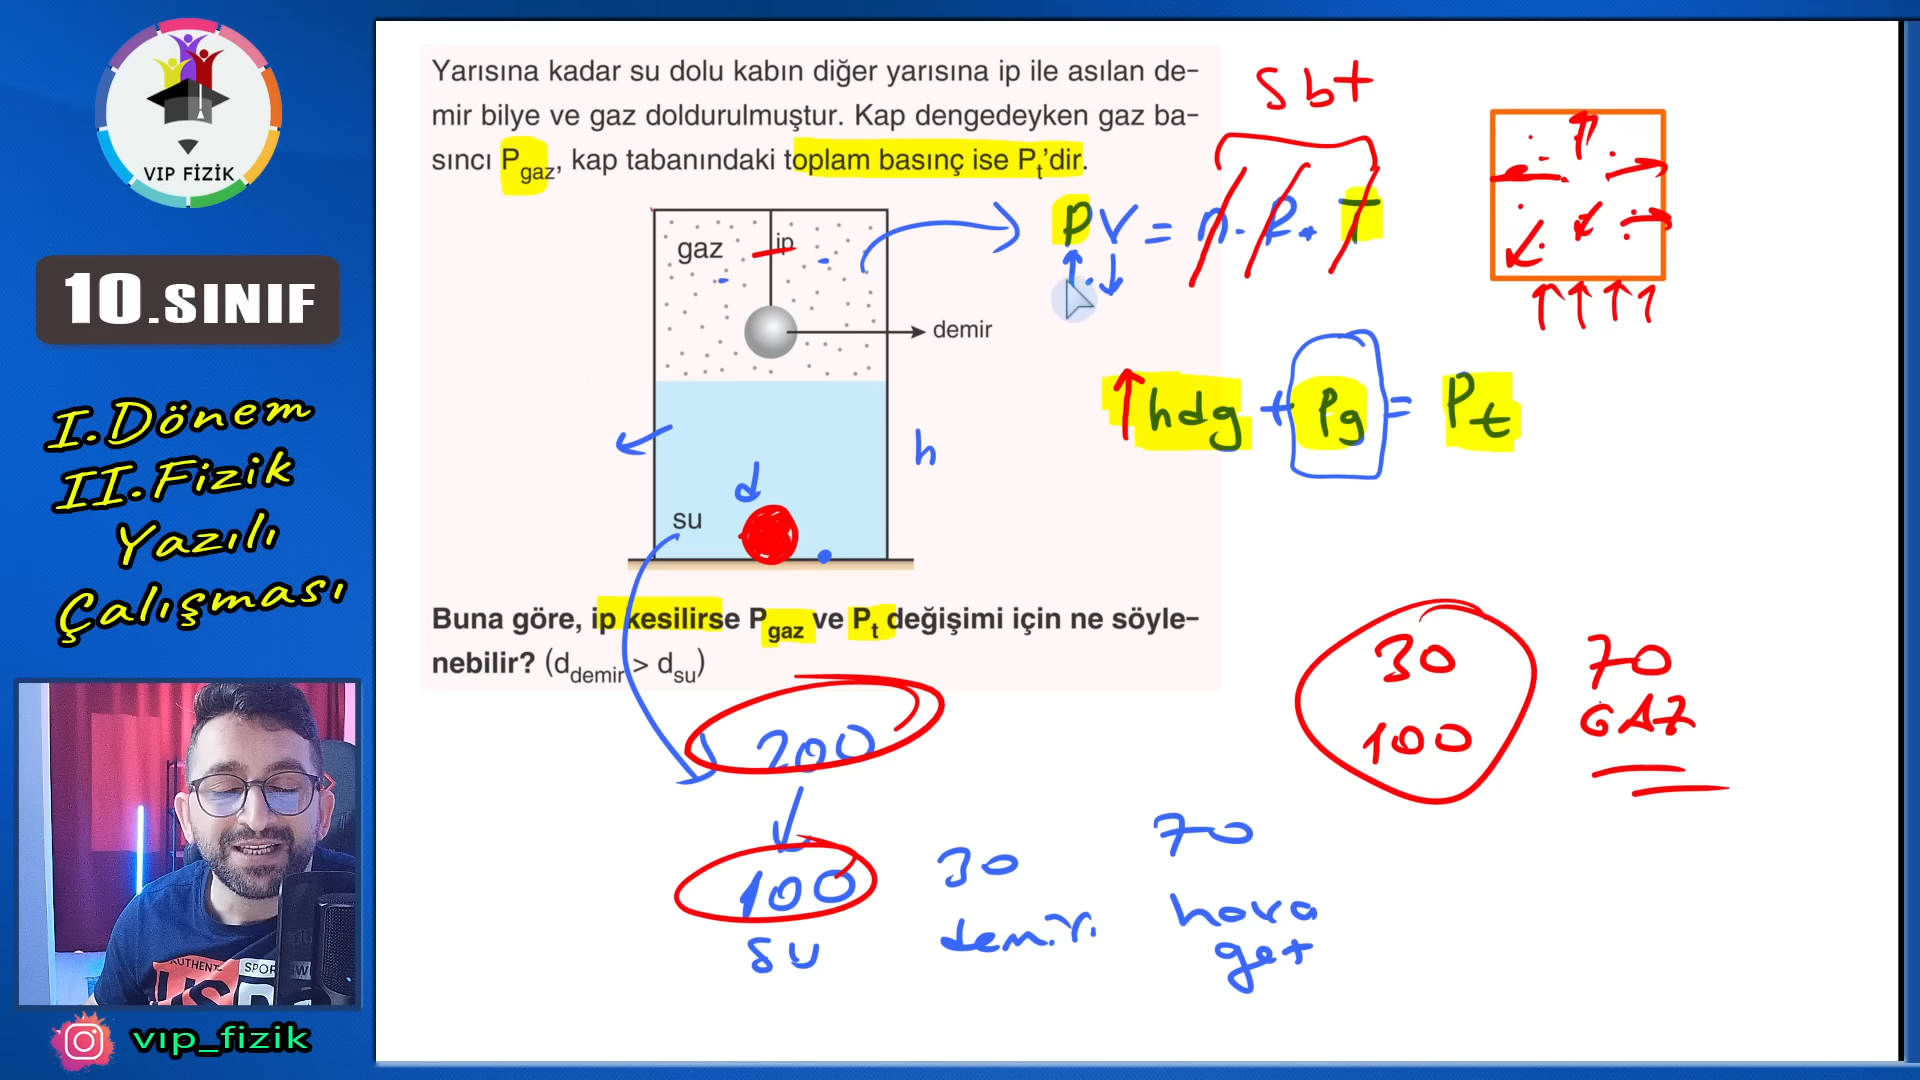 VIP FİZİK
10.SINIF
I.Dönem
II.Fizik
Yazılı
Çalışması
vıp_fizik
Yarısına kadar su dolu kabın diğer yarısına ip ile asılan de-
mir bilye ve gaz doldurulmuştur. Kap dengedeyken gaz ba-
sıncı Pgaz, kap tabanındaki toplam basınç ise Pt'dir.
gaz
ip
demir
su
d
h
Buna göre, ip kesilirse Pgaz ve Pt değişimi için ne söyle-
nebilir? (ddemir > dsu)
Sbt
PV = n.R.T
hdg + Pg = Pt
30
100
70
GAZ
200
100
su
30
demir
70
hava
AUTHENT
SPOR
US